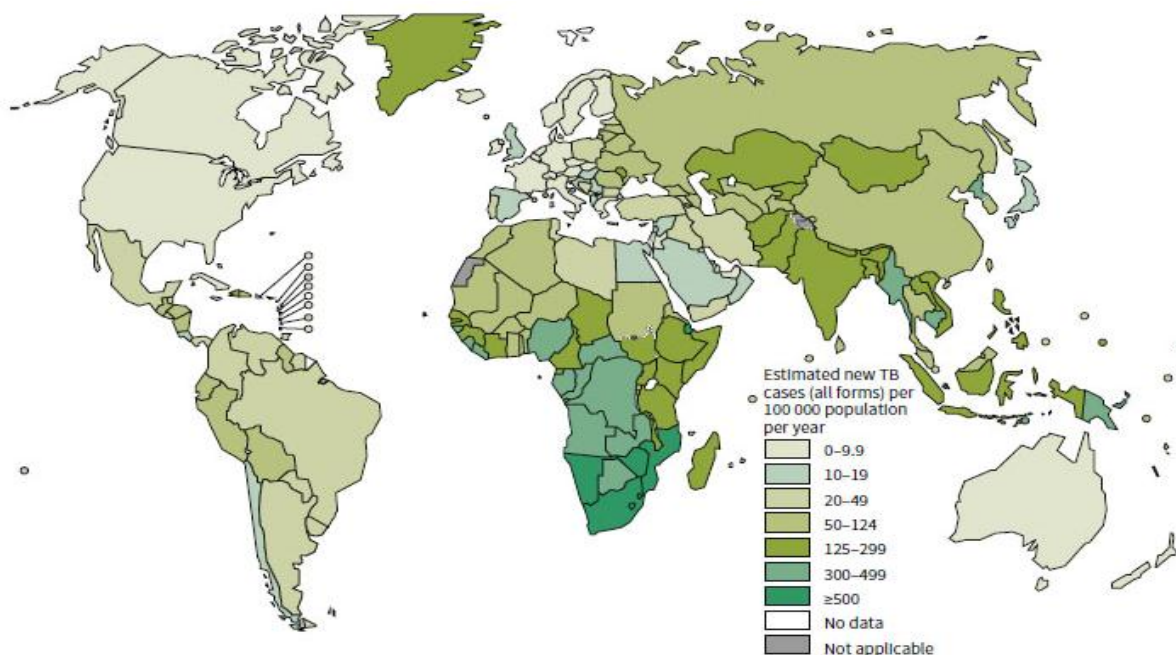 Estimated new TB
cases (all forms) per
100 000 population
per year
0–9.9
10–19
20–49
50–124
125–299
300–499
≥500
No data
Not applicable